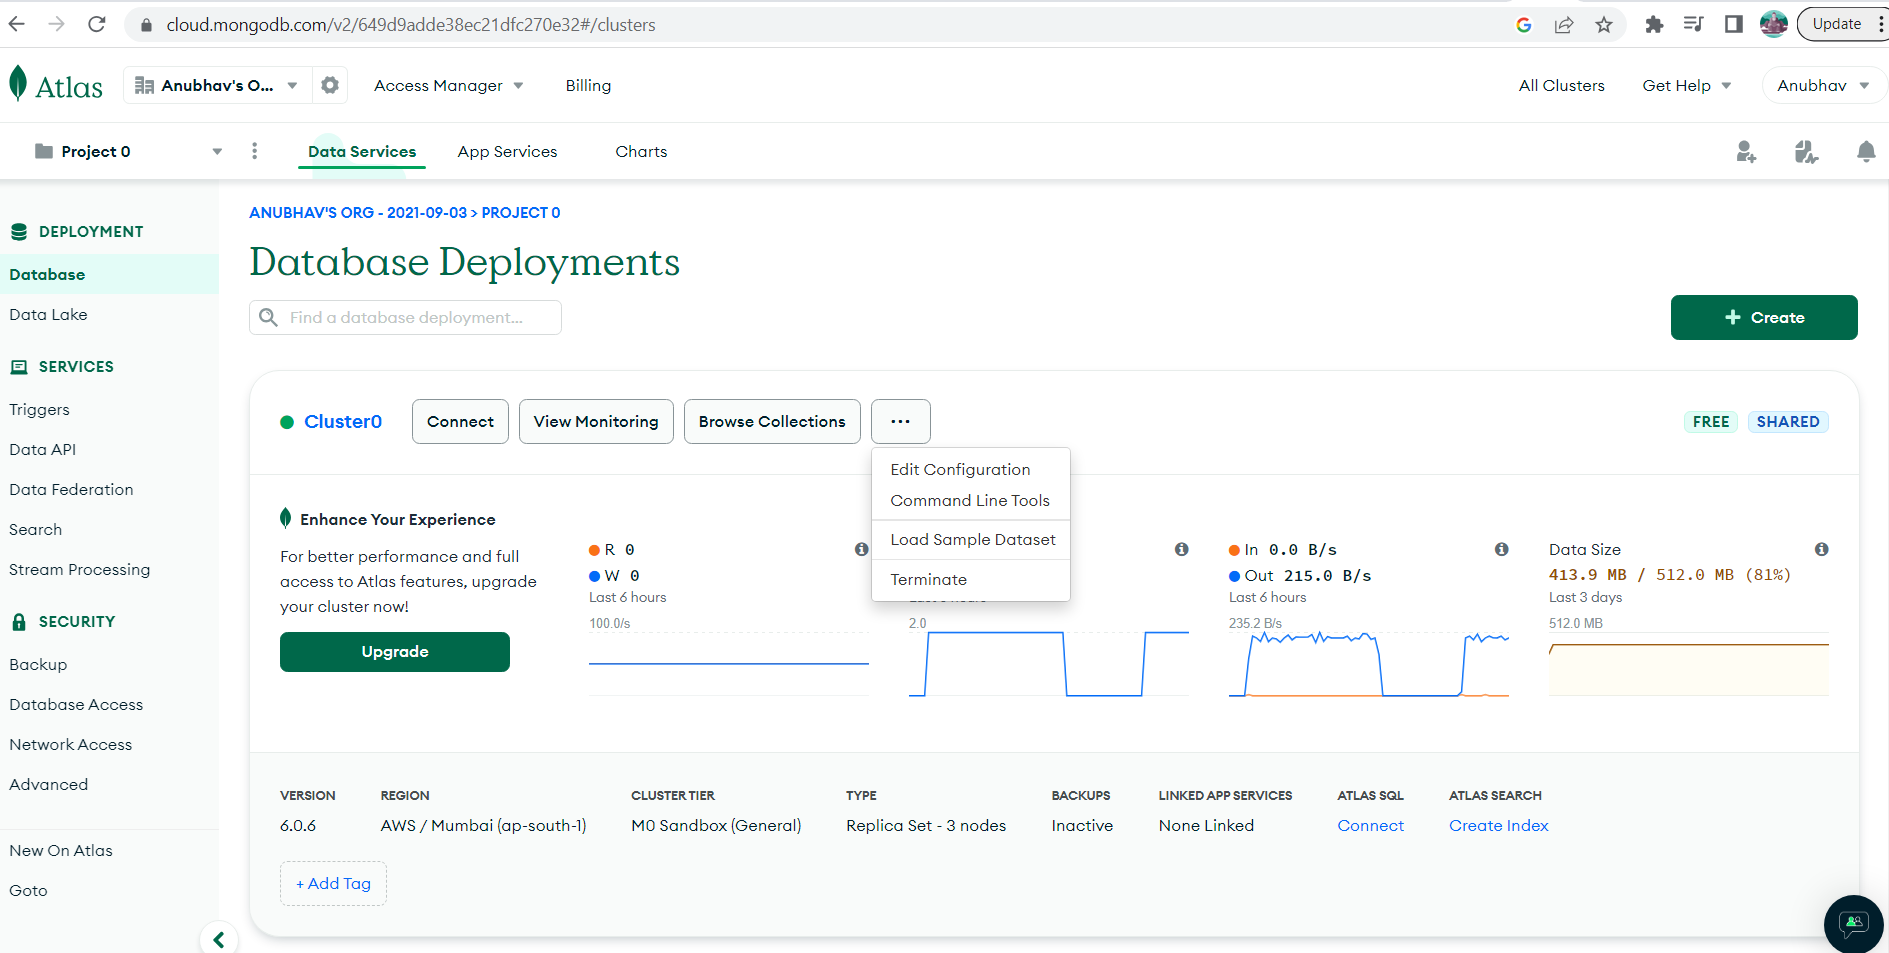 cloud.mongodb.com/v2/649d9adde38ec21dfc270e32#/clusters
Update
Atlas
Anubhav's O...
Access Manager
Billing
All Clusters
Get Help
Anubhav
Project 0
Data Services
App Services
Charts
DEPLOYMENT
Database
Data Lake
SERVICES
Triggers
Data API
Data Federation
Search
Stream Processing
SECURITY
Backup
Database Access
Network Access
Advanced
New On Atlas
Goto
ANUBHAV'S ORG - 2021-09-03 > PROJECT 0
Database Deployments
Find a database deployment...
+ Create
Cluster0
Connect
View Monitoring
Browse Collections
...
FREE
SHARED
Edit Configuration
Command Line Tools
Load Sample Dataset
Terminate
Enhance Your Experience
For better performance and full
access to Atlas features, upgrade
your cluster now!
Upgrade
R 0
W 0
Last 6 hours
100.0/s
2.0
In 0.0 B/s
Out 215.0 B/s
Last 6 hours
235.2 B/s
Data Size
413.9 MB / 512.0 MB (81%)
Last 3 days
512.0 MB
VERSION
6.0.6
REGION
AWS / Mumbai (ap-south-1)
CLUSTER TIER
M0 Sandbox (General)
TYPE
Replica Set - 3 nodes
BACKUPS
Inactive
LINKED APP SERVICES
None Linked
ATLAS SQL
Connect
ATLAS SEARCH
Create Index
+ Add Tag